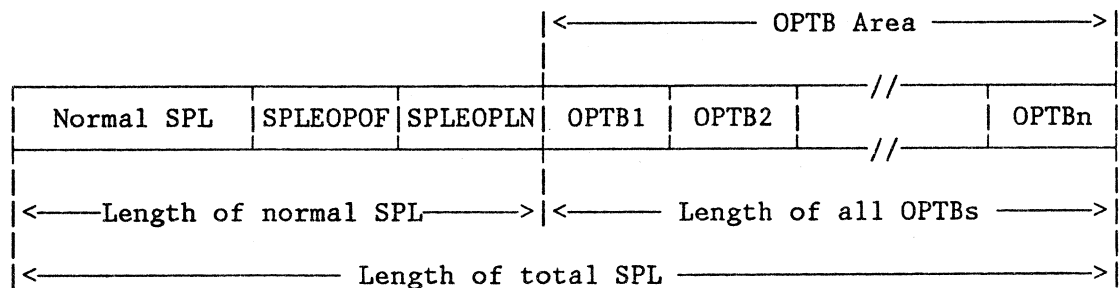 |<———— OPTB Area ————>|
Normal SPL |SPLEOPOF|SPLEOPLN| OPTB1 | OPTB2 | —//— | OPTBn
|<———Length of normal SPL———>|<——— Length of all OPTBs ———>|
|<———— Length of total SPL ————>|